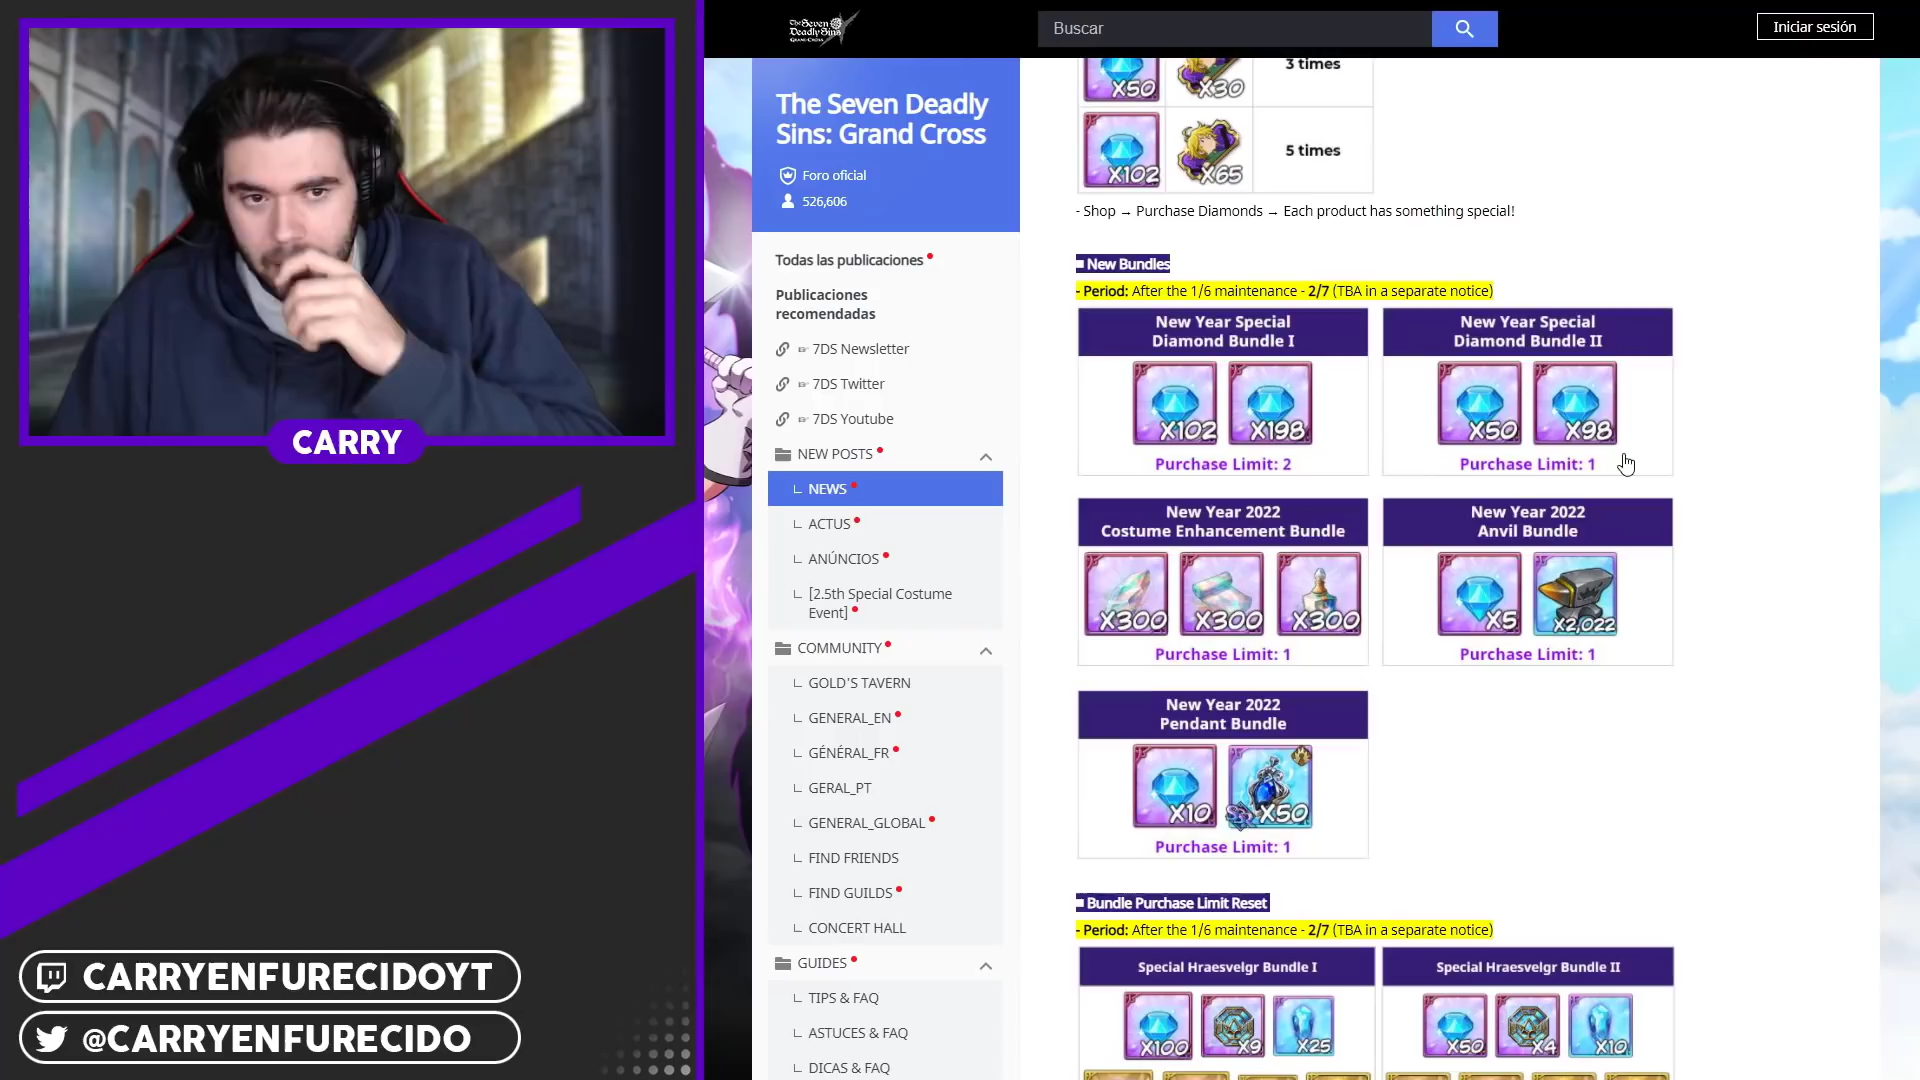 CARRY
CARRYENFURECIDOYT
@CARRYENFURECIDO
The Seven
Deadly Sins
GRAND CROSS
Buscar
Iniciar sesión
The Seven Deadly
Sins: Grand Cross
Foro oficial
526,606
Todas las publicaciones
Publicaciones
recomendadas
☞ 7DS Newsletter
☞ 7DS Twitter
☞ 7DS Youtube
NEW POSTS
NEWS
ACTUS
ANÚNCIOS
[2.5th Special Costume
Event]
COMMUNITY
GOLD'S TAVERN
GENERAL_EN
GÉNÉRAL_FR
GERAL_PT
GENERAL_GLOBAL
FIND FRIENDS
FIND GUILDS
CONCERT HALL
GUIDES
TIPS & FAQ
ASTUCES & FAQ
DICAS & FAQ
X50 X30 3 times
X102 X65 5 times
- Shop → Purchase Diamonds → Each product has something special!
■ New Bundles
- Period: After the 1/6 maintenance - 2/7 (TBA in a separate notice)
New Year Special
Diamond Bundle I
X102 X198
Purchase Limit: 2
New Year Special
Diamond Bundle II
X50 X98
Purchase Limit: 1
New Year 2022
Costume Enhancement Bundle
X300 X300 X300
Purchase Limit: 1
New Year 2022
Anvil Bundle
X5 X2,022
Purchase Limit: 1
New Year 2022
Pendant Bundle
X10 X50
Purchase Limit: 1
■ Bundle Purchase Limit Reset
- Period: After the 1/6 maintenance - 2/7 (TBA in a separate notice)
Special Hraesvelgr Bundle I
X100 X9 X25
Special Hraesvelgr Bundle II
X50 X4 X10